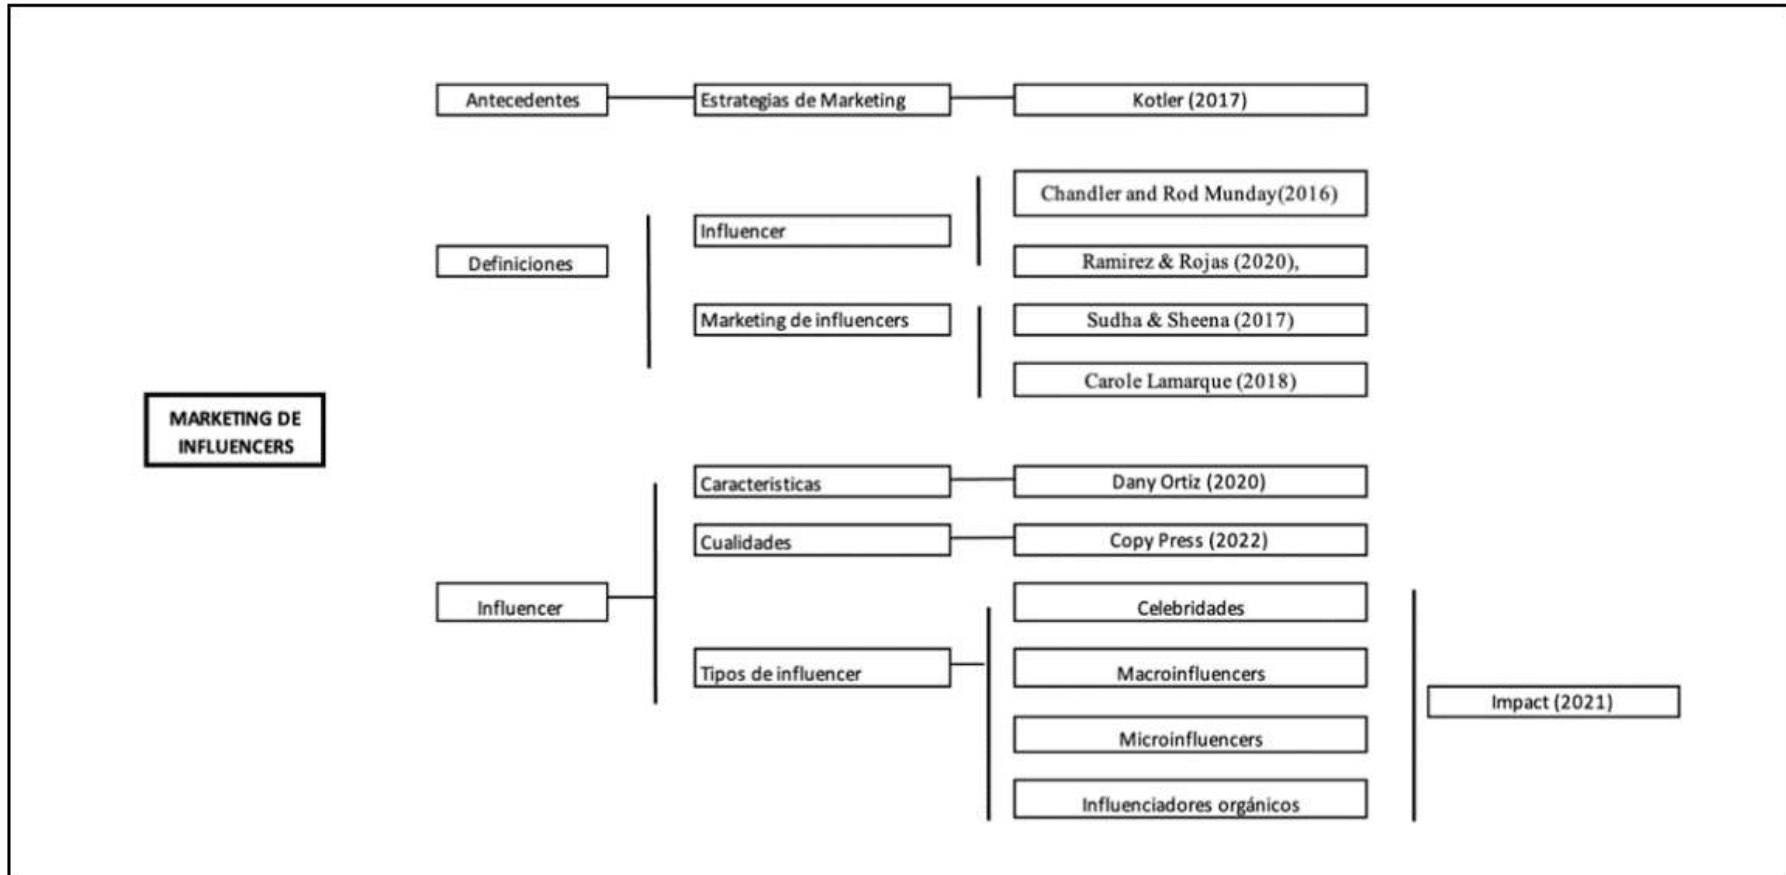 Antecedentes
Estrategias de Marketing
Kotler (2017)
Chandler and Rod Munday(2016)
Influencer
Definiciones
Ramirez & Rojas (2020),
Marketing de influencers
Sudha & Sheena (2017)
Carole Lamarque (2018)
MARKETING DE
INFLUENCERS
Caracteristicas
Dany Ortiz (2020)
Cualidades
Copy Press (2022)
Influencer
Celebridades
Tipos de influencer
Macroinfluencers
Impact (2021)
Microinfluencers
Influenciadores orgánicos